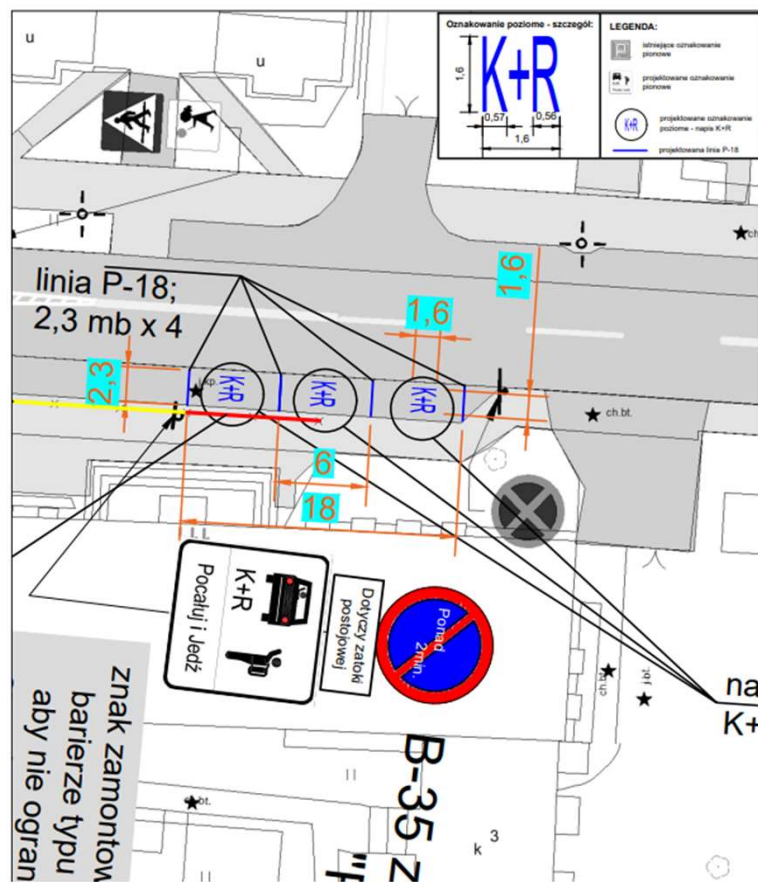 Oznakowanie poziome - szczegół:
K+R
1,6
0,57
0,56
1,6
LEGENDA:
P
istniejące oznakowanie
pionowe
projektowane oznakowanie
pionowe
K+R
projektowane oznakowanie
poziome - napis K+R
projektowana linia P-18
u
u
ch.
linia P-18;
2,3 mb x 4
1,6
1,6
2,3
K+R
K+R
K+R
ch.bt.
6
18
K+R
Pocałuj i Jedź
Dotyczy zatoki
postojowej
Ponad
2min.
ch.bt.
na
K+
znak zamontow
barierze typu
aby nie ogran
B-35 z
ch.bt.
k
3